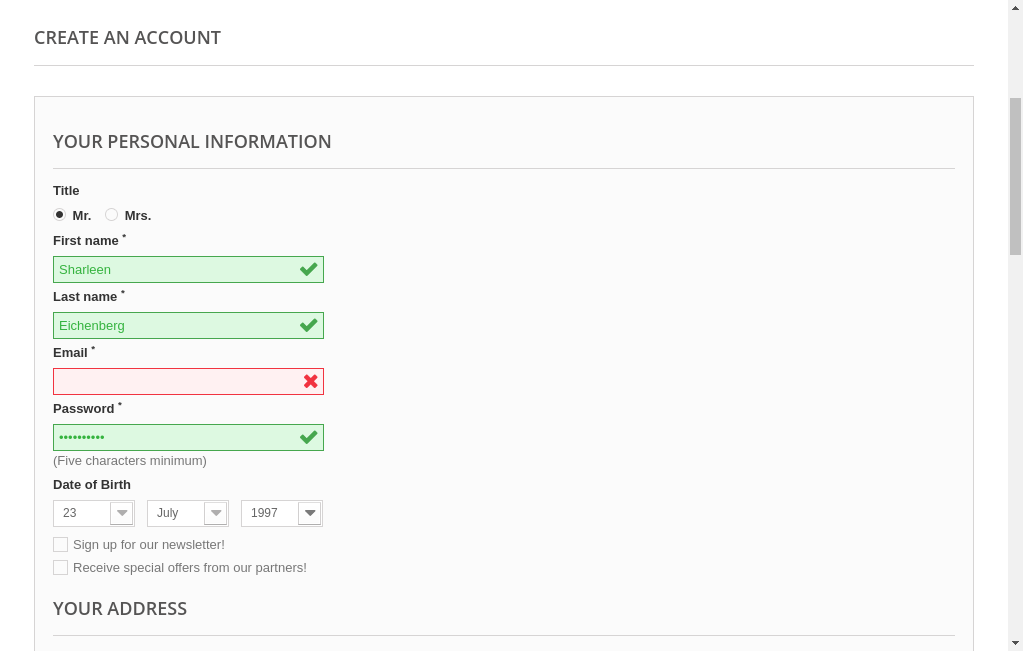 CREATE AN ACCOUNT
YOUR PERSONAL INFORMATION
Title
Mr. Mrs.
First name *
Sharleen
Last name *
Eichenberg
Email *
Password *
••••••••••
(Five characters minimum)
Date of Birth
23 July 1997
Sign up for our newsletter!
Receive special offers from our partners!
YOUR ADDRESS